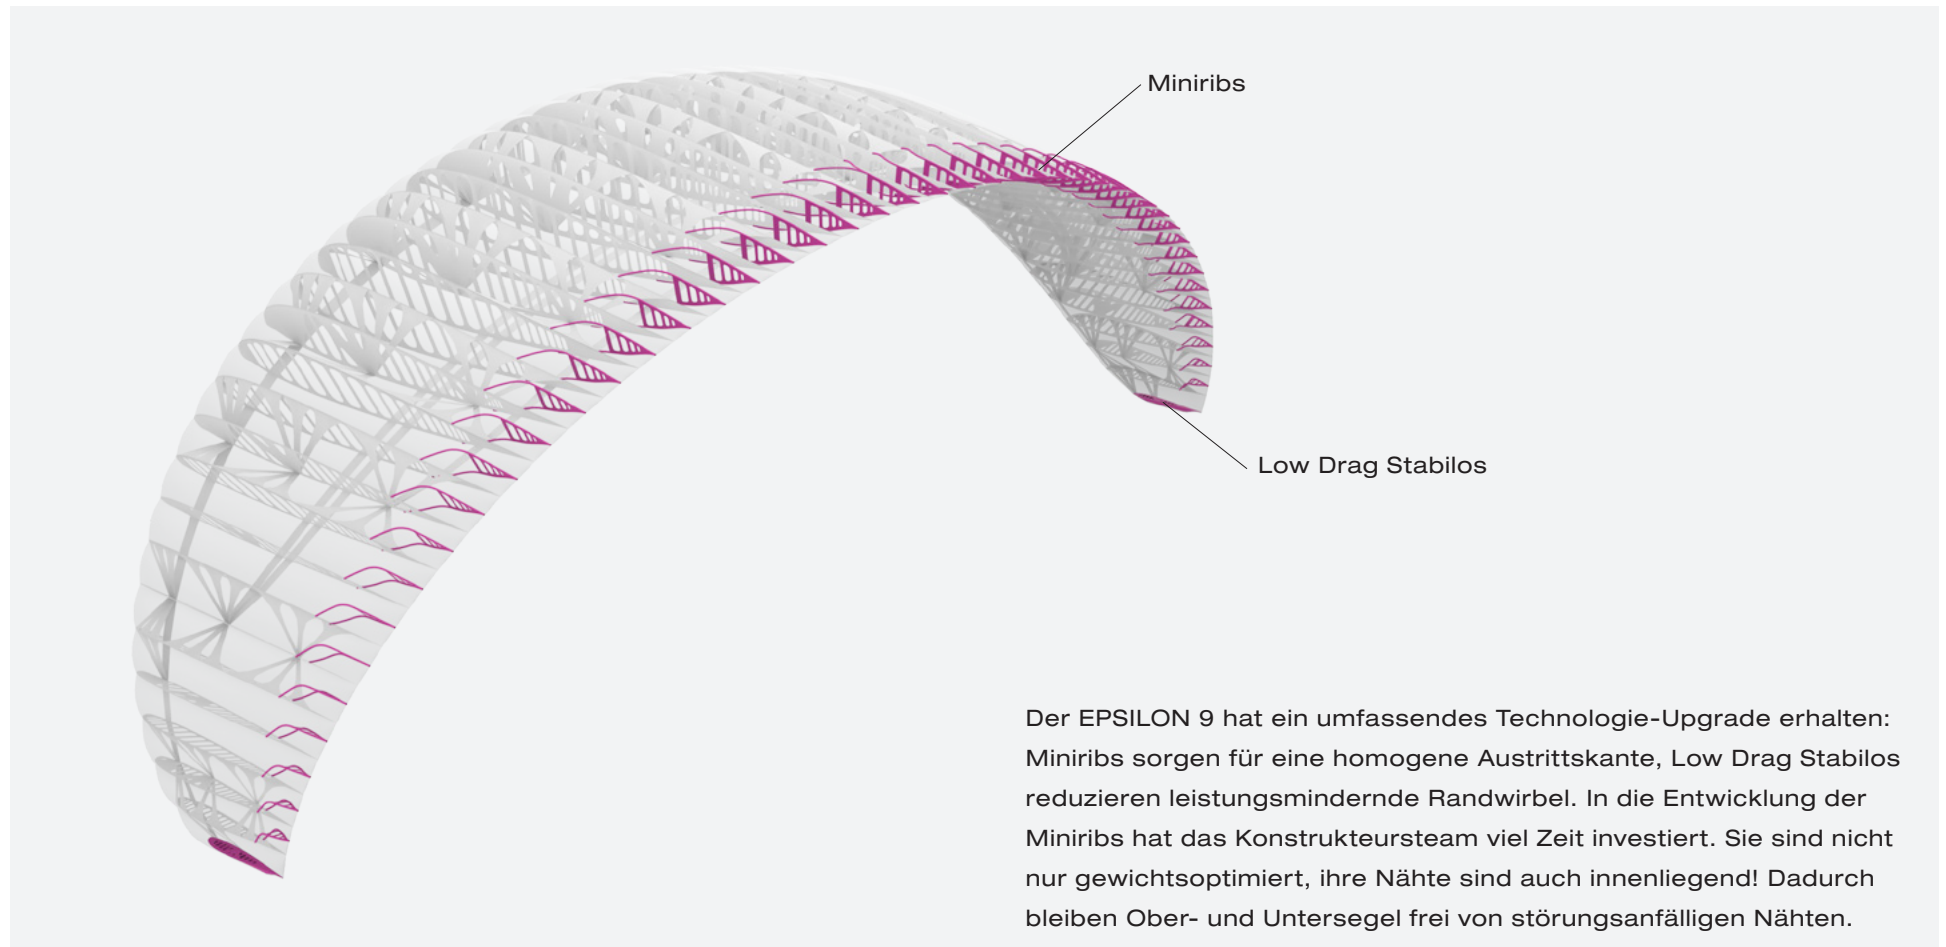 Miniribs
Low Drag Stabilos
Der EPSILON 9 hat ein umfassendes Technologie-Upgrade erhalten:
Miniribs sorgen für eine homogene Austrittskante, Low Drag Stabilos
reduzieren leistungsmindernde Randwirbel. In die Entwicklung der
Miniribs hat das Konstrukteursteam viel Zeit investiert. Sie sind nicht
nur gewichtsoptimiert, ihre Nähte sind auch innenliegend! Dadurch
bleiben Ober- und Untersegel frei von störungsanfälligen Nähten.